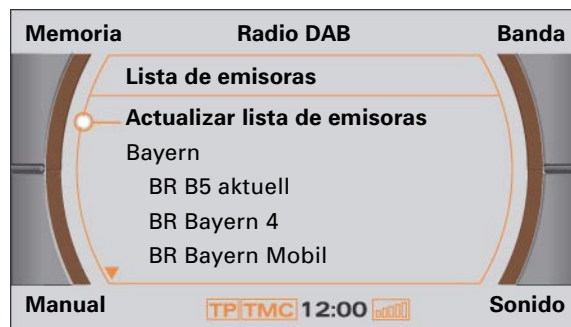 Memoria Radio DAB Banda
Lista de emisoras
Actualizar lista de emisoras
Bayern
BR B5 aktuell
BR Bayern 4
BR Bayern Mobil
Manual TP TMC 12:00 Sonido